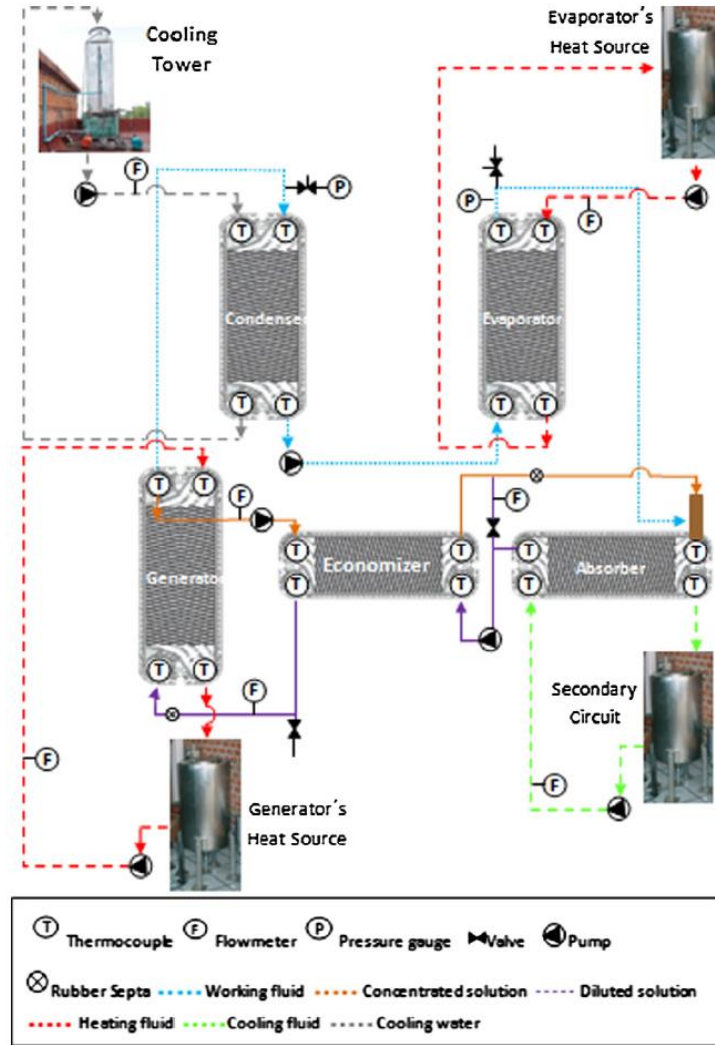 Cooling
Tower
Evaporator´s
Heat Source
F
F
P
P
F
T T
T T
Condenser
Evaporator
T T
T T
T T
F
F
T
T
Economizer
T
T
Generator
T
T
Absorber
T
T
T T
F
Secondary
Circuit
F
F
Generator´s
Heat Source
T Thermocouple F Flowmeter P Pressure gauge Valve Pump
Rubber Septa Working fluid Concentrated solution Diluted solution
Heating fluid Cooling fluid Cooling water